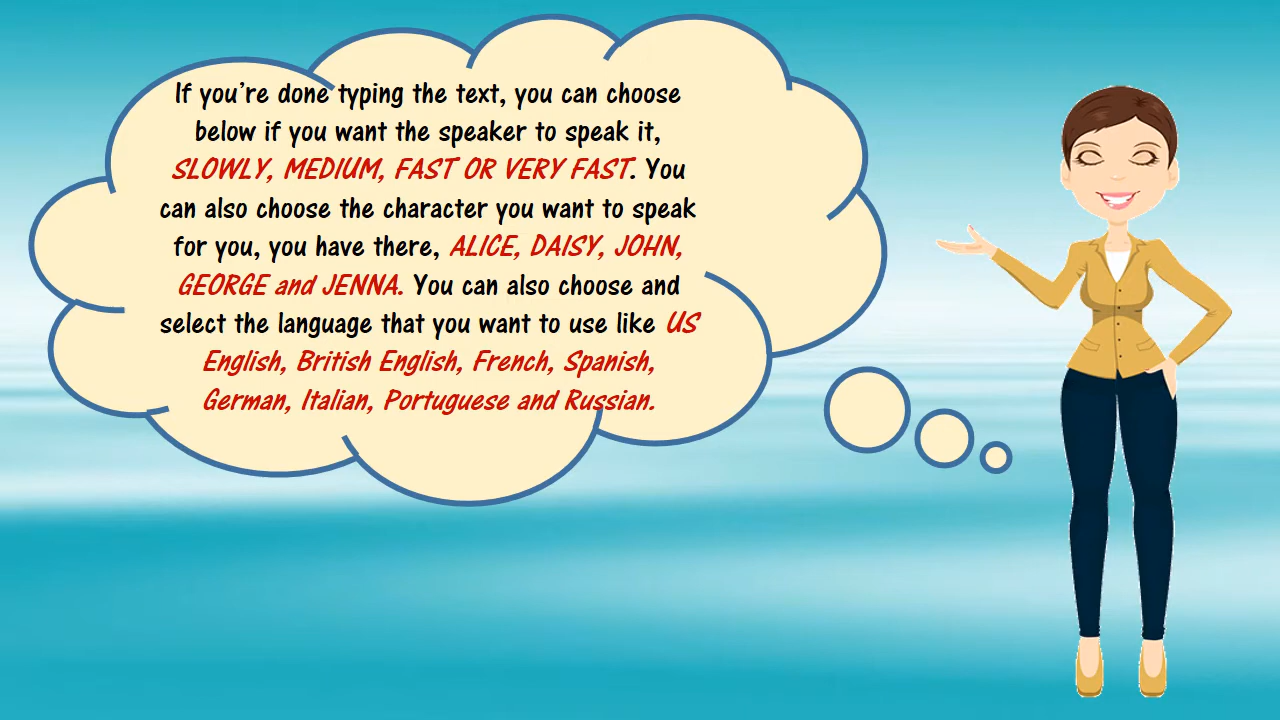 If you're done typing the text, you can choose
below if you want the speaker to speak it,
SLOWLY, MEDIUM, FAST OR VERY FAST. You
can also choose the character you want to speak
for you, you have there, ALICE, DAISY, JOHN,
GEORGE and JENNA. You can also choose and
select the language that you want to use like US
English, British English, French, Spanish,
German, Italian, Portuguese and Russian.